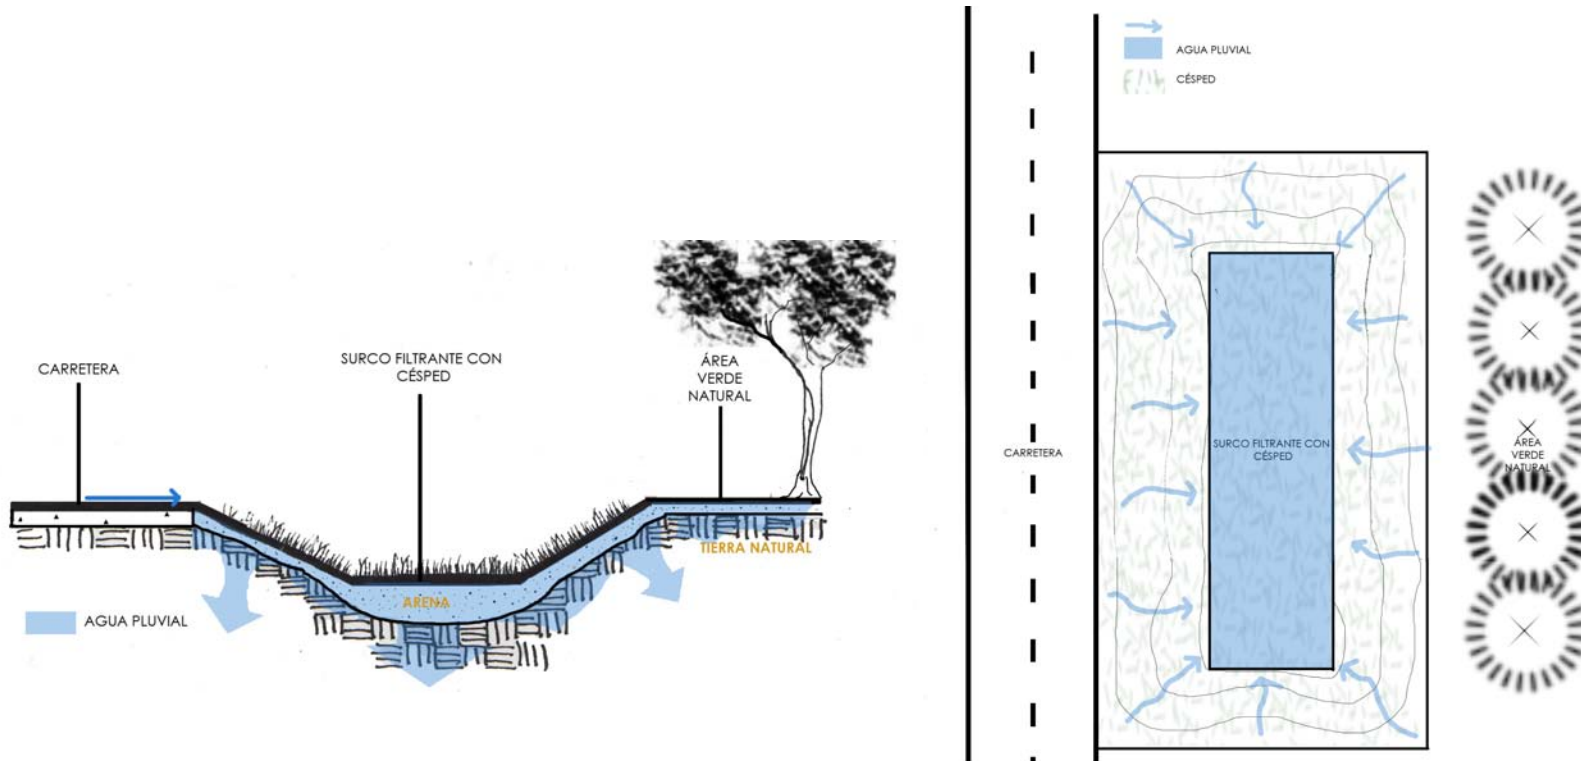 CARRETERA
SURCO FILTRANTE CON
CÉSPED
ÁREA
VERDE
NATURAL
TIERRA NATURAL
ARENA
AGUA PLUVIAL
AGUA PLUVIAL
CÉSPED
CARRETERA
SURCO FILTRANTE CON
CÉSPED
ÁREA
VERDE
NATURAL